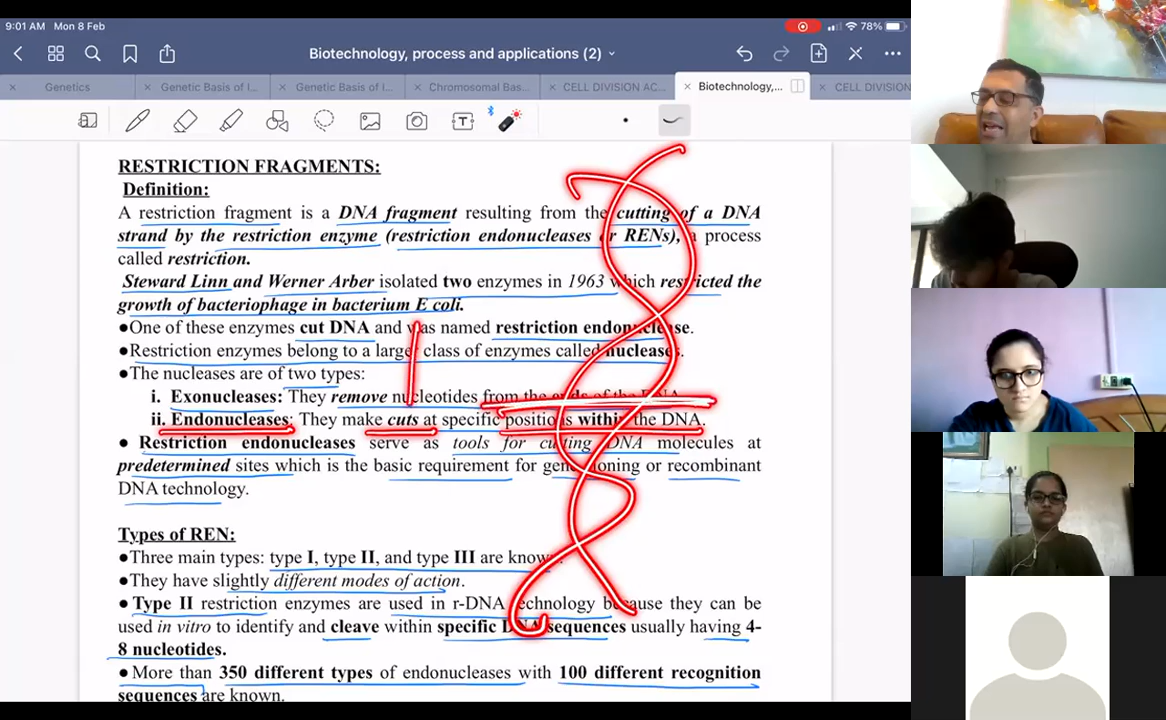 9:01 AM Mon 8 Feb
78%
Biotechnology, process and applications (2)
Genetics
Genetic Basis of I...
Genetic Basis of I...
Chromosomal Bas...
CELL DIVISION AC...
Biotechnology,...
CELL DIVISION
RESTRICTION FRAGMENTS:
Definition:
A restriction fragment is a DNA fragment resulting from the cutting of a DNA
strand by the restriction enzyme (restriction endonucleases or RENs), a process
called restriction.
Steward Linn and Werner Arber isolated two enzymes in 1963 which restricted the
growth of bacteriophage in bacterium E coli.
●One of these enzymes cut DNA and was named restriction endonuclease.
●Restriction enzymes belong to a larger class of enzymes called nucleases.
●The nucleases are of two types:
i. Exonucleases: They remove nucleotides from the ends of the DNA.
ii. Endonucleases: They make cuts at specific positions within the DNA.
● Restriction endonucleases serve as tools for cutting DNA molecules at
predetermined sites which is the basic requirement for gene cloning or recombinant
DNA technology.
Types of REN:
●Three main types: type I, type II, and type III are known.
●They have slightly different modes of action.
●Type II restriction enzymes are used in r-DNA technology because they can be
used in vitro to identify and cleave within specific DNA sequences usually having 4-
8 nucleotides.
●More than 350 different types of endonucleases with 100 different recognition
sequences are known.